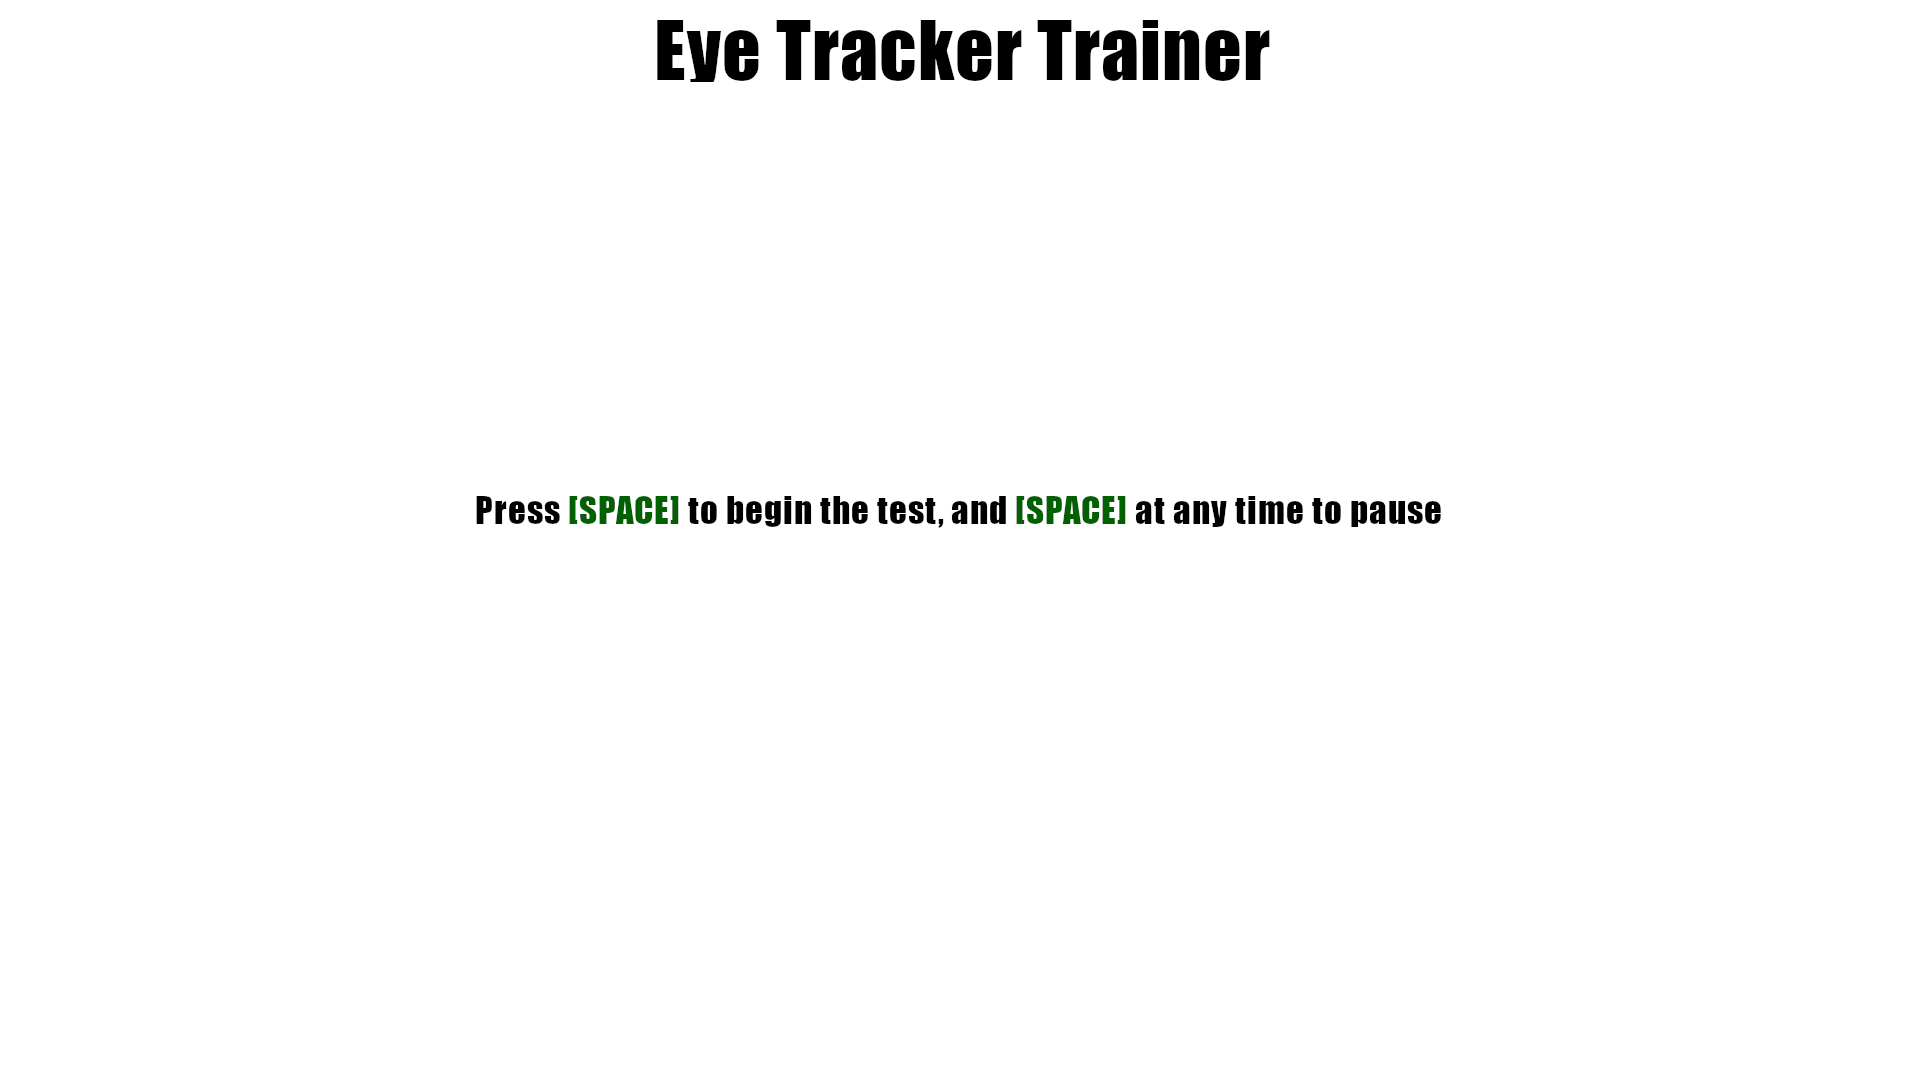 Eye Tracker Trainer
Press [SPACE] to begin the test, and [SPACE] at any time to pause